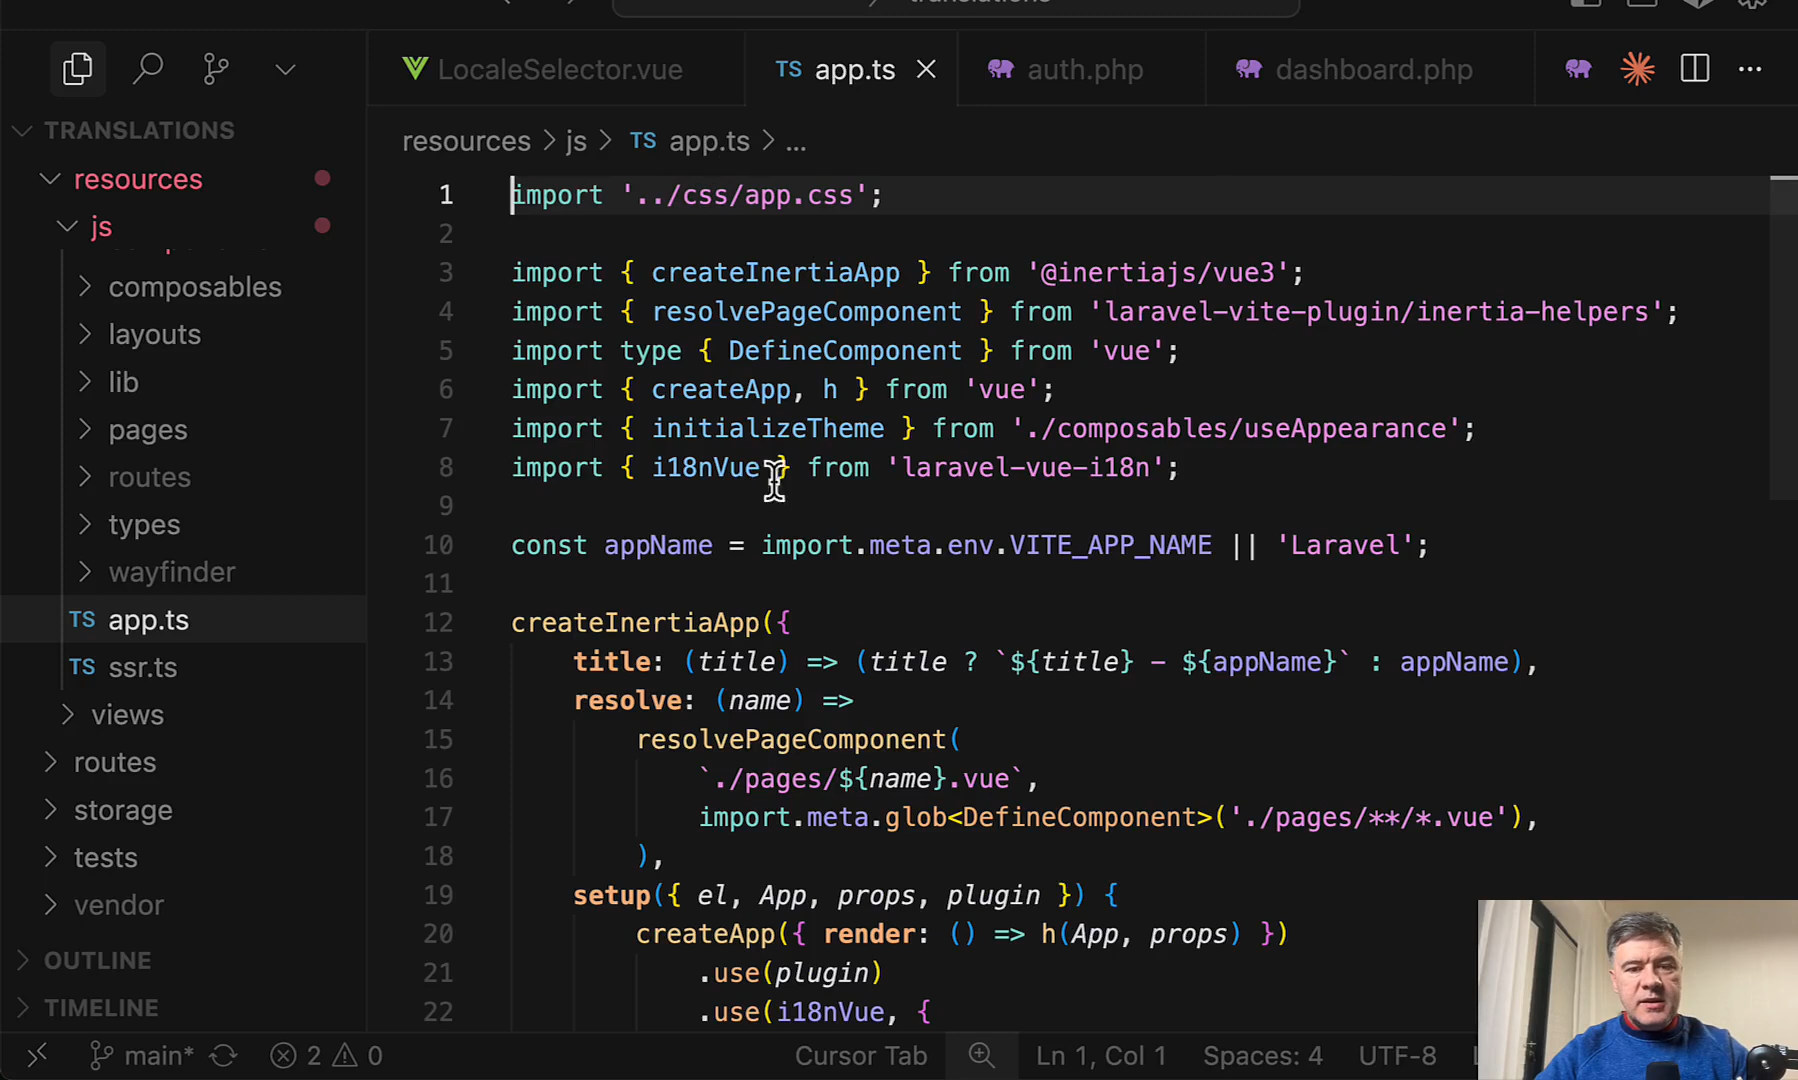 translations
LocaleSelector.vue
TS app.ts
auth.php
dashboard.php
TRANSLATIONS
resources
js
composables
layouts
lib
pages
routes
types
wayfinder
TS app.ts
TS ssr.ts
views
routes
storage
tests
vendor
OUTLINE
TIMELINE
resources > js > TS app.ts > ...
1 import '../css/app.css';
2
3 import { createInertiaApp } from '@inertiajs/vue3';
4 import { resolvePageComponent } from 'laravel-vite-plugin/inertia-helpers';
5 import type { DefineComponent } from 'vue';
6 import { createApp, h } from 'vue';
7 import { initializeTheme } from './composables/useAppearance';
8 import { i18nVue } from 'laravel-vue-i18n';
9
10 const appName = import.meta.env.VITE_APP_NAME || 'Laravel';
11
12 createInertiaApp({
13 title: (title) => (title ? `${title} - ${appName}` : appName),
14 resolve: (name) =>
15 resolvePageComponent(
16 `./pages/${name}.vue`,
17 import.meta.glob<DefineComponent>('./pages/**/*.vue'),
18 ),
19 setup({ el, App, props, plugin }) {
20 createApp({ render: () => h(App, props) })
21 .use(plugin)
22 .use(i18nVue, {
main* 2 0 Cursor Tab Ln 1, Col 1 Spaces: 4 UTF-8